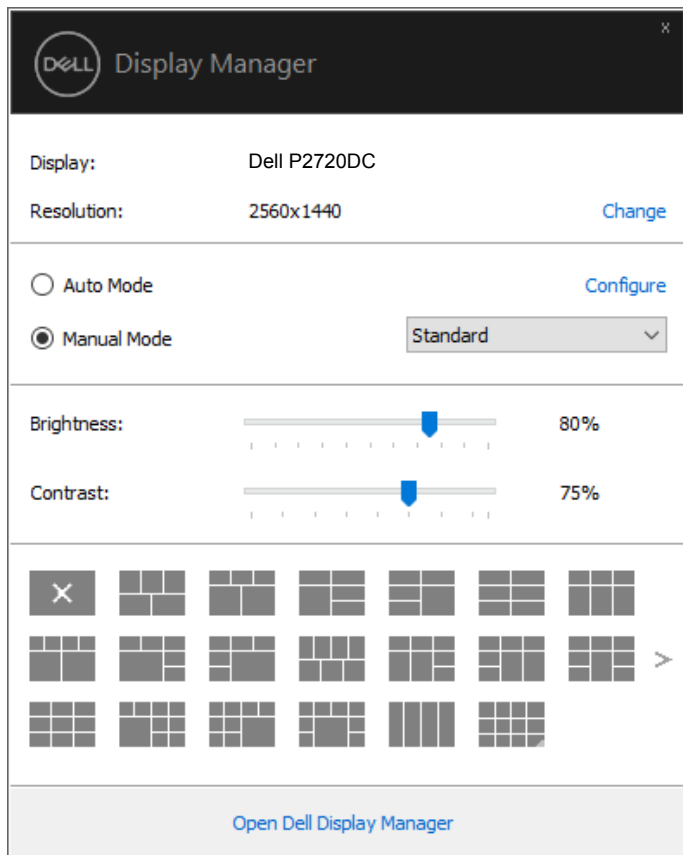 x
DELL Display Manager
Display: Dell P2720DC
Resolution: 2560x1440 Change
Auto Mode Configure
Manual Mode Standard
Brightness: 80%
Contrast: 75%
Open Dell Display Manager